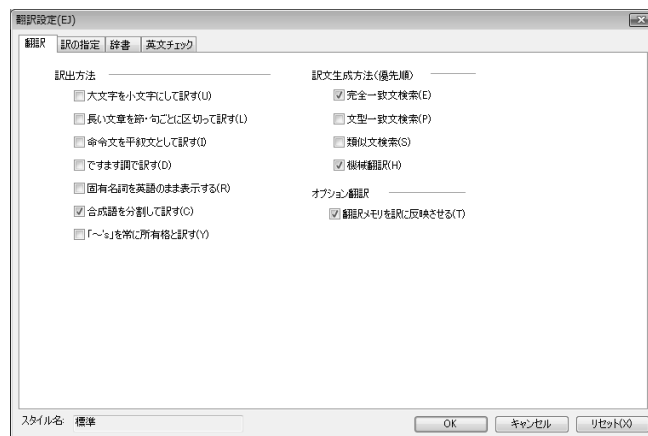 翻訳設定(EJ)
翻訳 訳の指定 辞書 英文チェック
訳出方法
大文字を小文字にして訳す(U)
長い文章を節・句ごとに区切って訳す(L)
命令文を平叙文として訳す(I)
ですます調で訳す(D)
固有名詞を英語のまま表示する(R)
合成語を分割して訳す(C)
「～'s」を常に所有格と訳す(Y)
訳文生成方法(優先順)
完全一致文検索(E)
文型一致文検索(P)
類似文検索(S)
機械翻訳(H)
オプション翻訳
翻訳メモリを訳に反映させる(T)
スタイル名: 標準
OK キャンセル リセット(X)